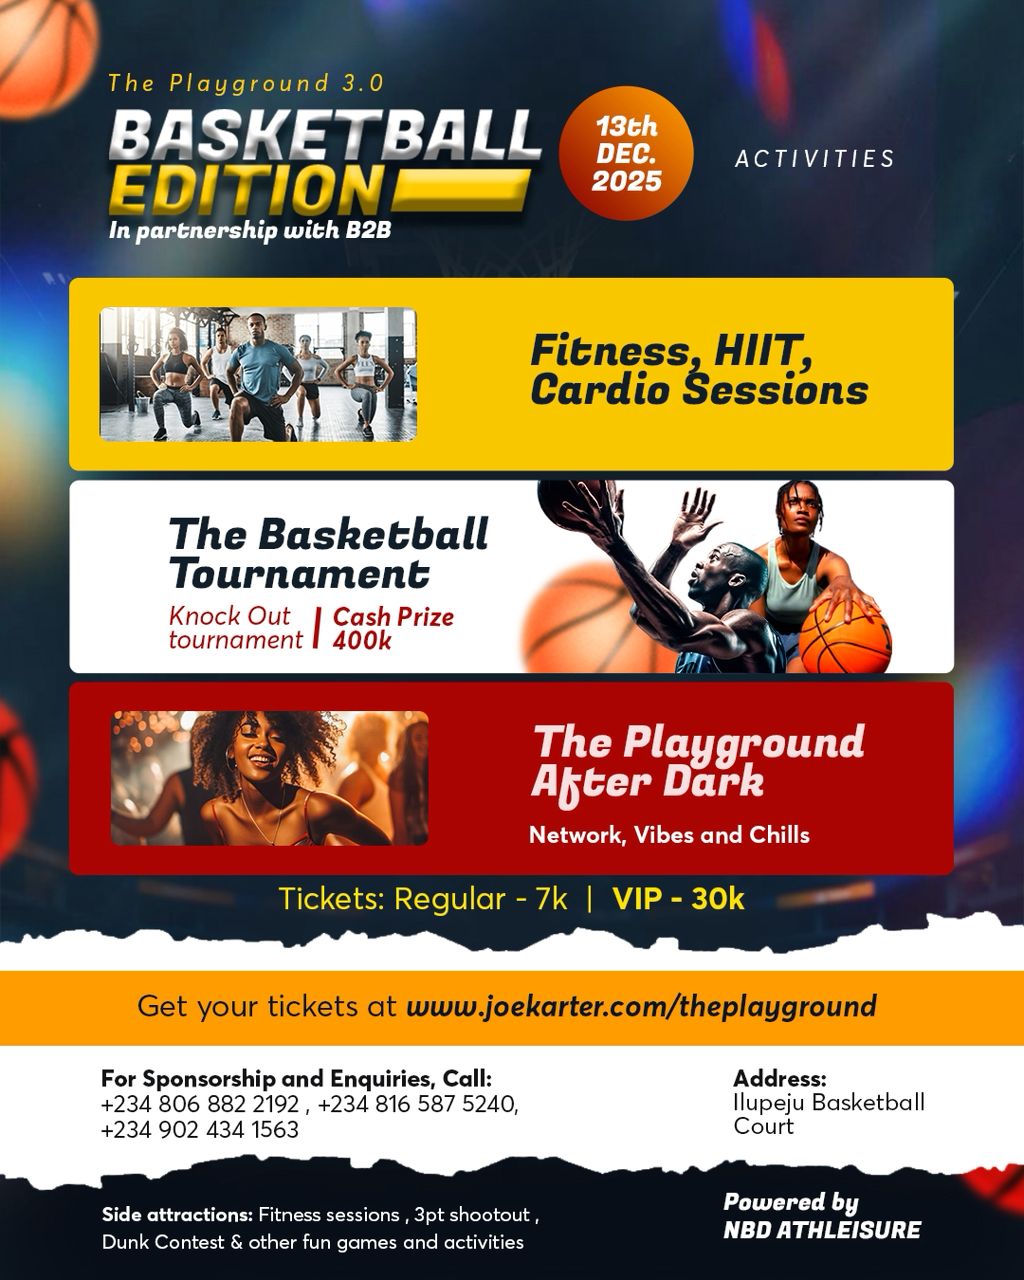 The Playground 3.0
BASKETBALL
EDITION
In partnership with B2B
13th
DEC.
2025
ACTIVITIES
Fitness, HIIT,
Cardio Sessions
The Basketball
Tournament
Knock Out
tournament
Cash Prize
400k
The Playground
After Dark
Network, Vibes and Chills
Tickets: Regular - 7k | VIP - 30k
Get your tickets at www.joekarter.com/theplayground
For Sponsorship and Enquiries, Call:
+234 806 882 2192 , +234 816 587 5240,
+234 902 434 1563
Address:
Ilupeju Basketball
Court
Side attractions: Fitness sessions , 3pt shootout ,
Dunk Contest & other fun games and activities
Powered by
NBD ATHLEISURE